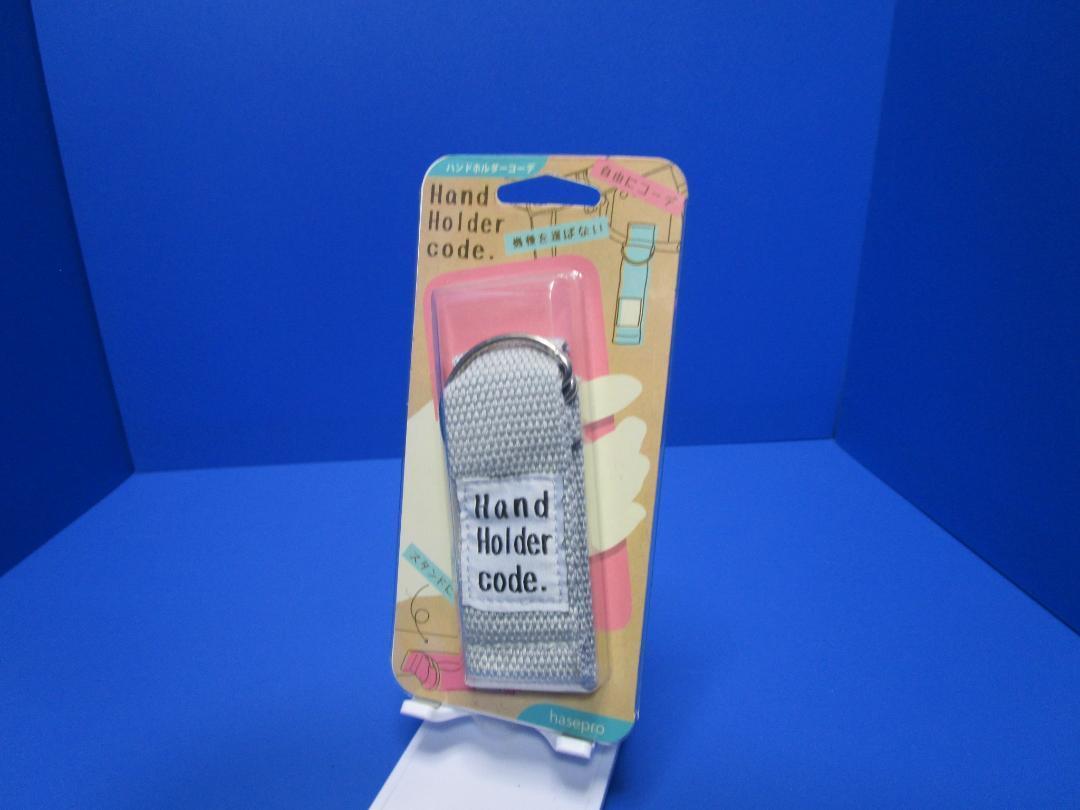 ハンドホルダーコーデ
自由にコーデ
Hand
Holder
code.
機種を選ばない
Hand
Holder
code.
スタンドに
hasepro